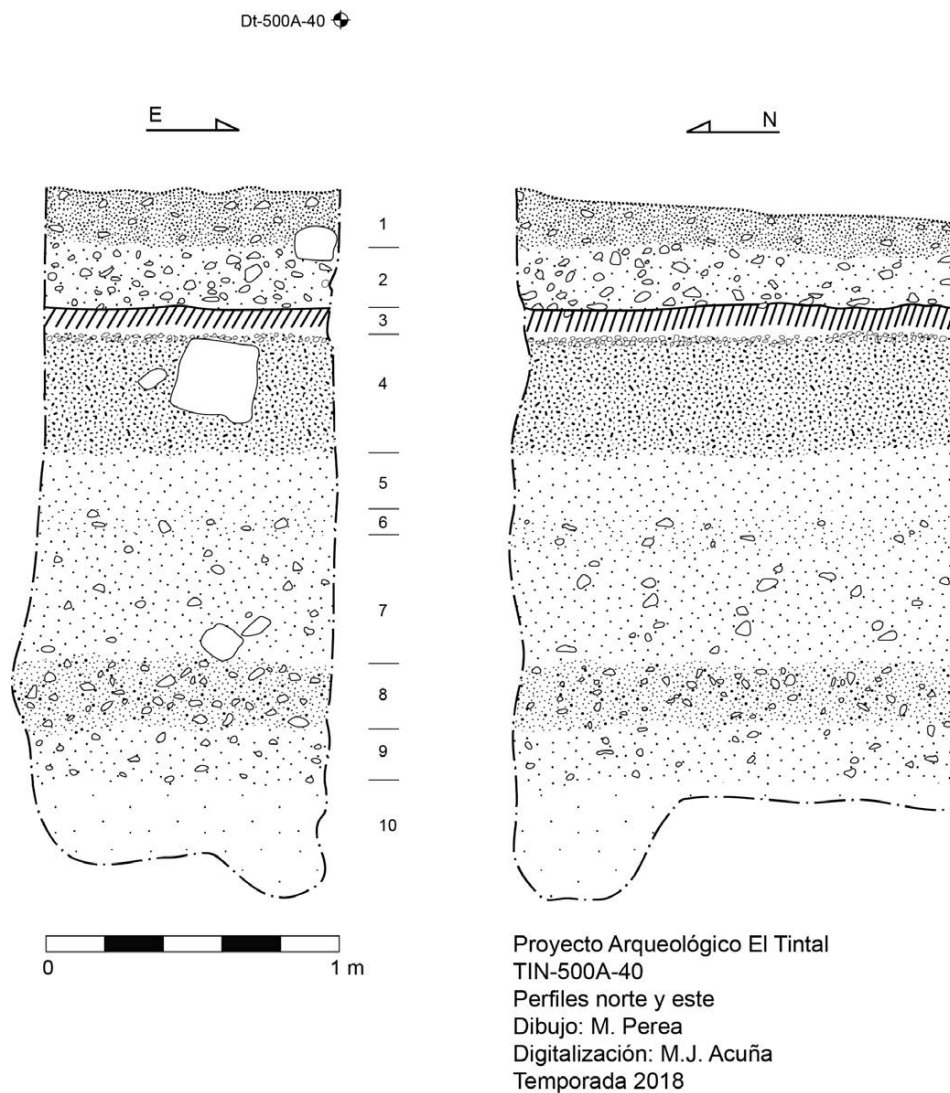 Dt-500A-40
E
N
1
2
3
4
5
6
7
8
9
10
0 1 m
Proyecto Arqueológico El Tintal
TIN-500A-40
Perfiles norte y este
Dibujo: M. Perea
Digitalización: M.J. Acuña
Temporada 2018